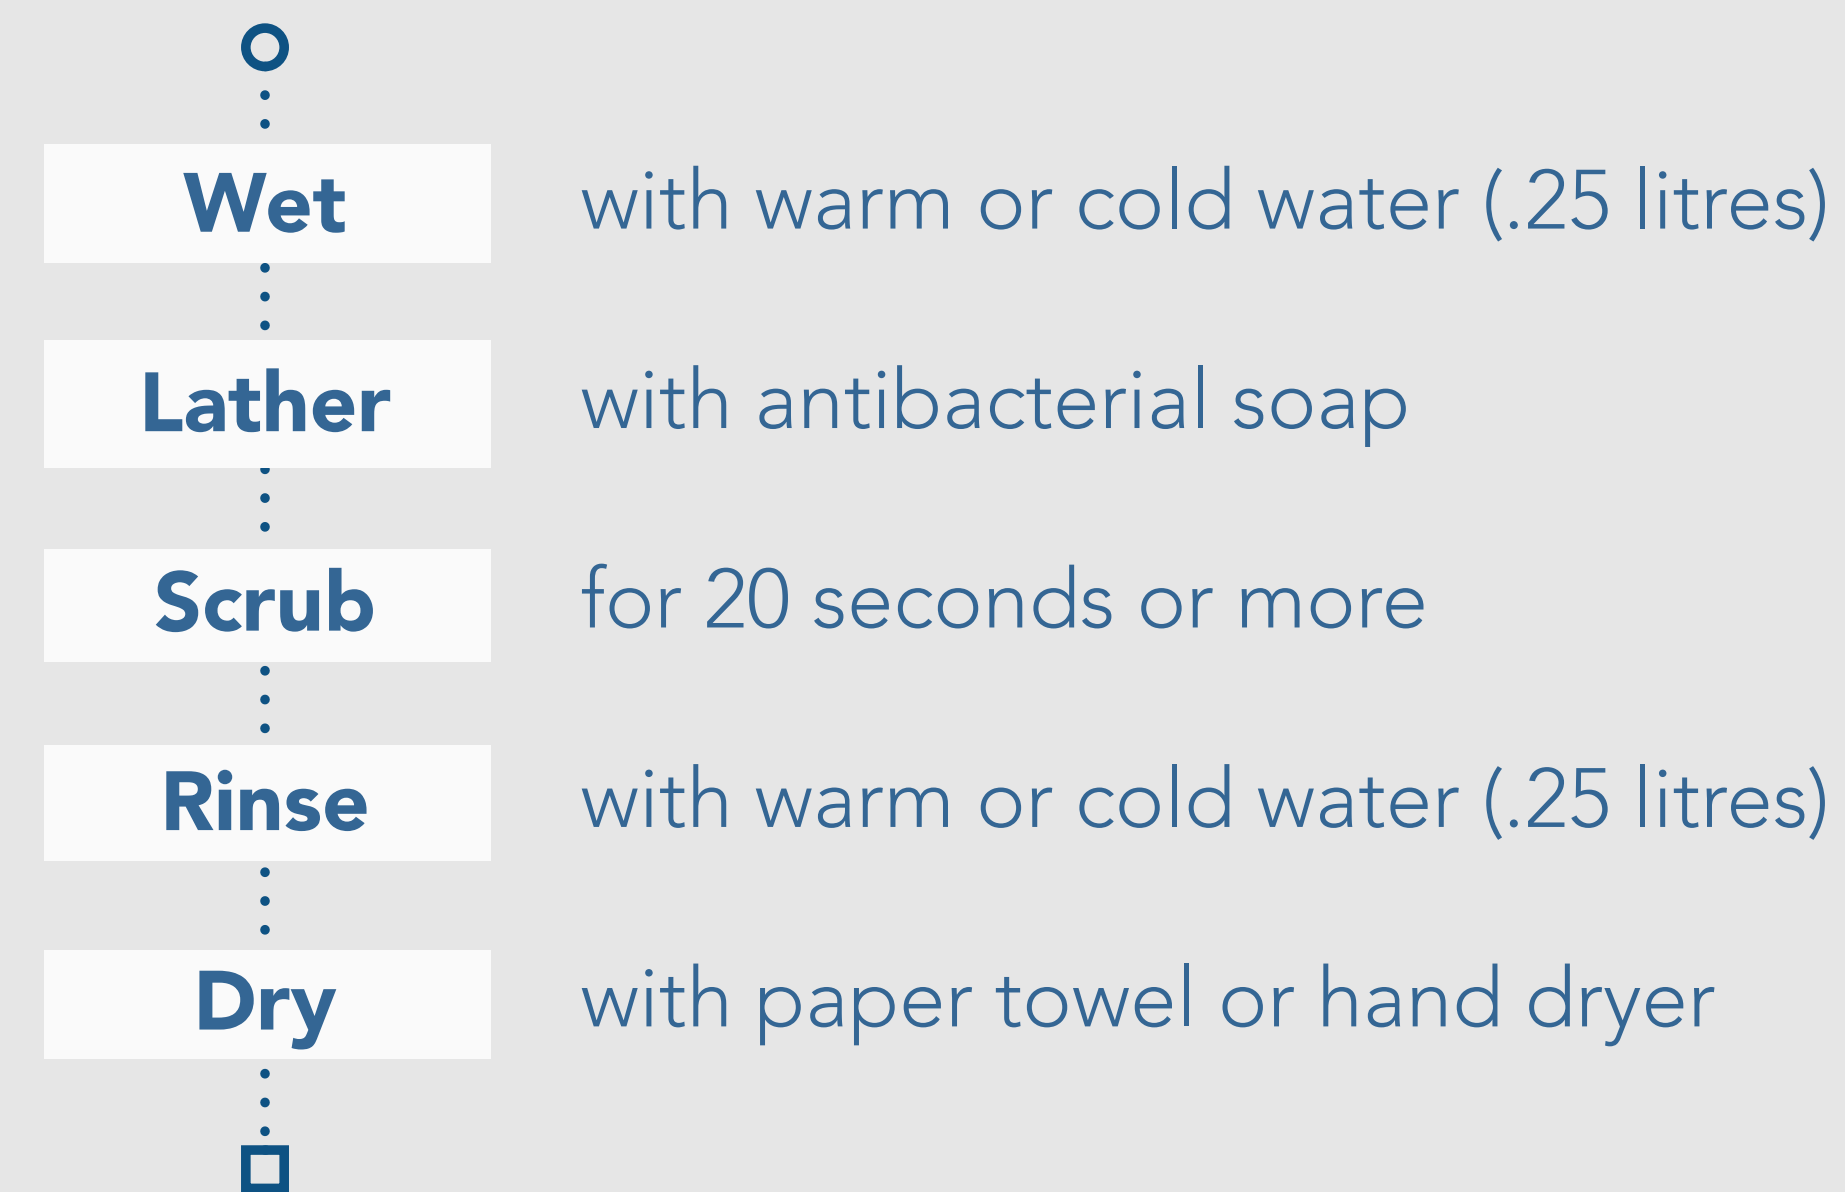 Wet with warm or cold water (.25 litres)
Lather with antibacterial soap
Scrub for 20 seconds or more
Rinse with warm or cold water (.25 litres)
Dry with paper towel or hand dryer